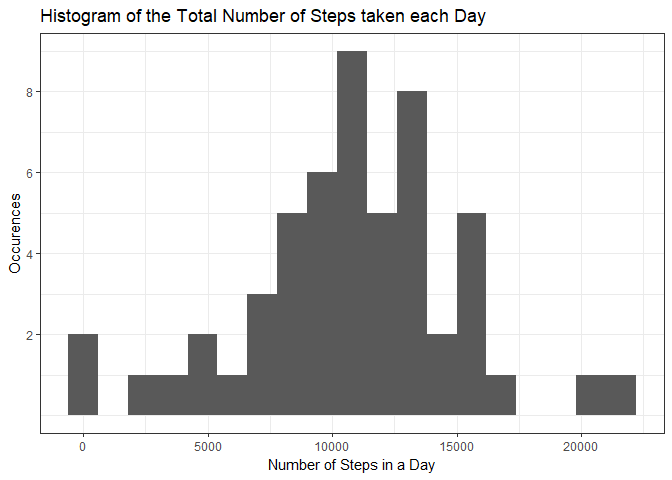 Histogram of the Total Number of Steps taken each Day
8
6
4
2
Occurences
0 5000 10000 15000 20000
Number of Steps in a Day